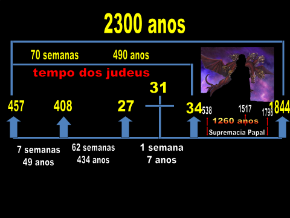 2300 anos
70 semanas 490 anos
tempo dos judeus
31
457 408 27 34 538 1517 1798 1844
1260 anos
Supremacia Papal
7 semanas
49 anos
62 semanas
434 anos
1 semana
7 anos